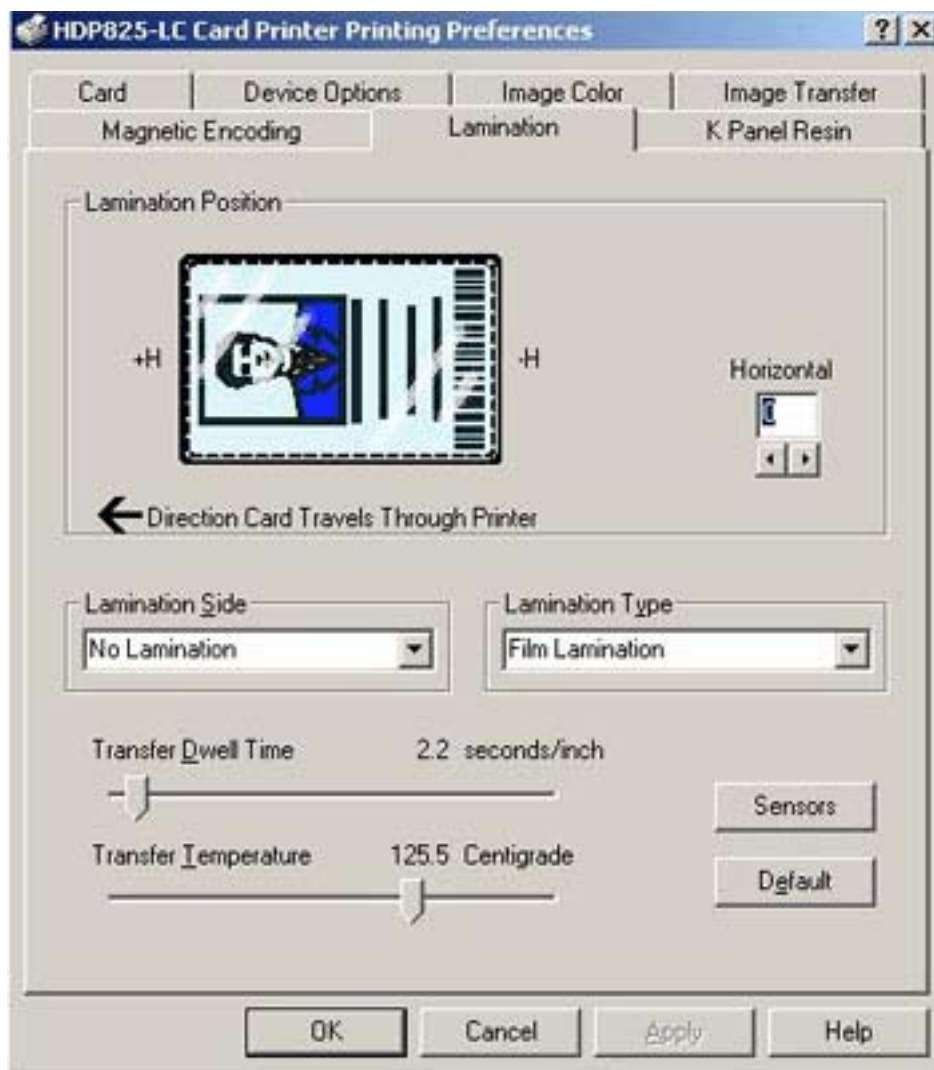 HDP825-LC Card Printer Printing Preferences
Card Device Options Image Color Image Transfer
Magnetic Encoding Lamination K Panel Resin
Lamination Position
+H
-H
Horizontal
0
Direction Card Travels Through Printer
Lamination Side
No Lamination
Lamination Type
Film Lamination
Transfer Dwell Time 2.2 seconds/inch
Sensors
Transfer Temperature 125.5 Centigrade
Default
OK Cancel Apply Help